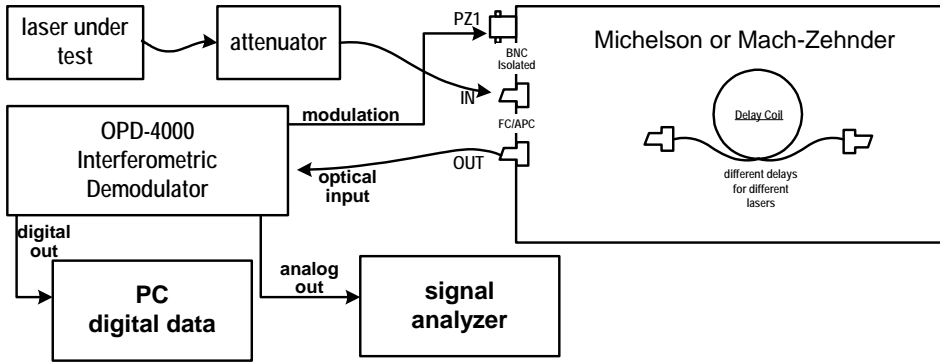 laser under
test
attenuator
PZ1
BNC
Isolated
Michelson or Mach-Zehnder
IN
modulation
FC/APC
Delay Coil
OPD-4000
Interferometric
Demodulator
OUT
optical
input
different delays
for different
lasers
digital
out
analog
out
PC
digital data
signal
analyzer